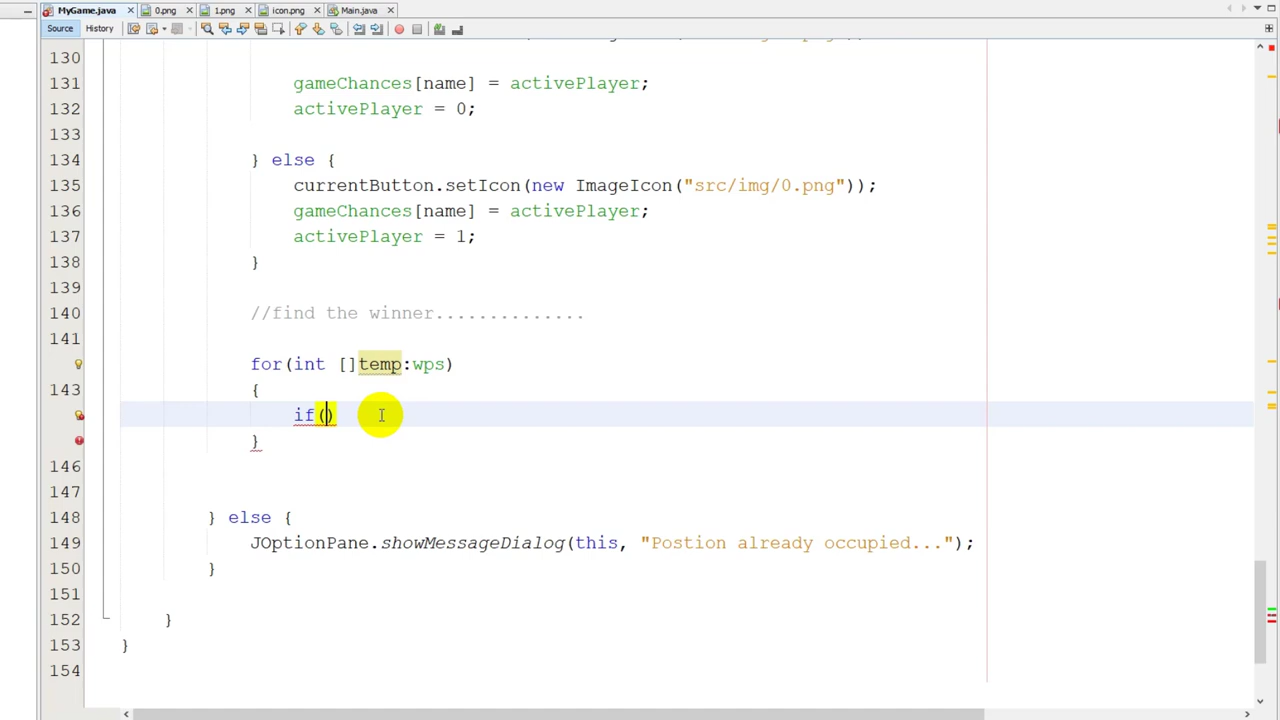 MyGame.java 0.png 1.png icon.png Main.java
Source History
130
131 gameChances[name] = activePlayer;
132 activePlayer = 0;
133
134 } else {
135 currentButton.setIcon(new ImageIcon("src/img/0.png"));
136 gameChances[name] = activePlayer;
137 activePlayer = 1;
138 }
139
140 //find the winner..............
141
for(int []temp:wps)
143 {
if()
}
146
147
148 } else {
149 JOptionPane.showMessageDialog(this, "Postion already occupied...");
150 }
151
152 }
153 }
154